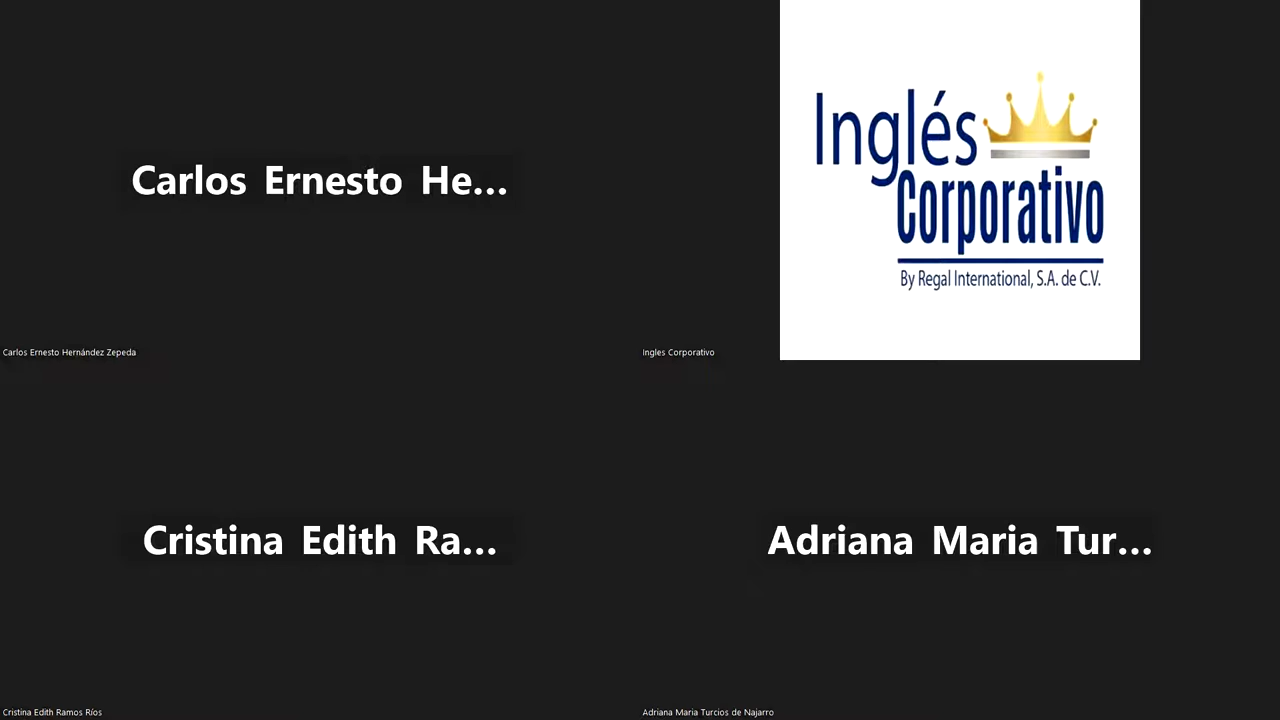 Carlos Ernesto He...
Carlos Ernesto Hernández Zepeda
Inglés
Corporativo
By Regal International, S.A. de C.V.
Ingles Corporativo
Cristina Edith Ra...
Cristina Edith Ramos Ríos
Adriana Maria Tur...
Adriana Maria Turcios de Najarro